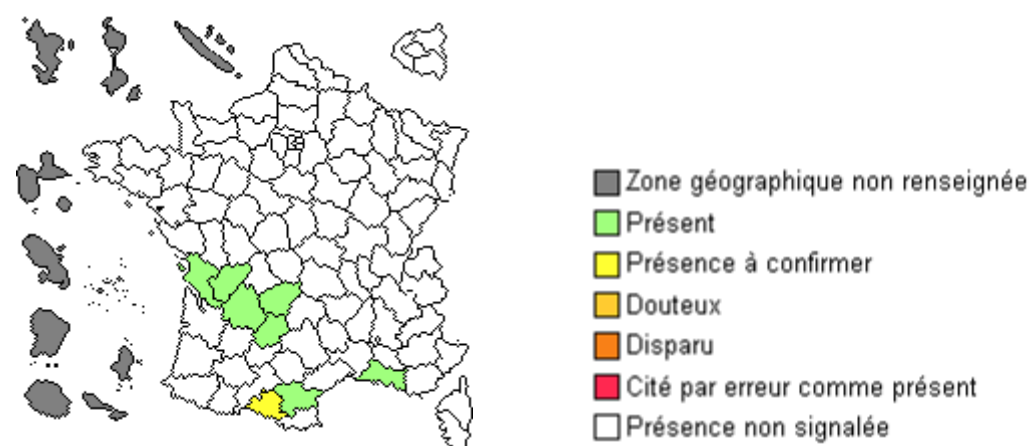 Zone géographique non renseignée
Présent
Présence à confirmer
Douteux
Disparu
Cité par erreur comme présent
Présence non signalée